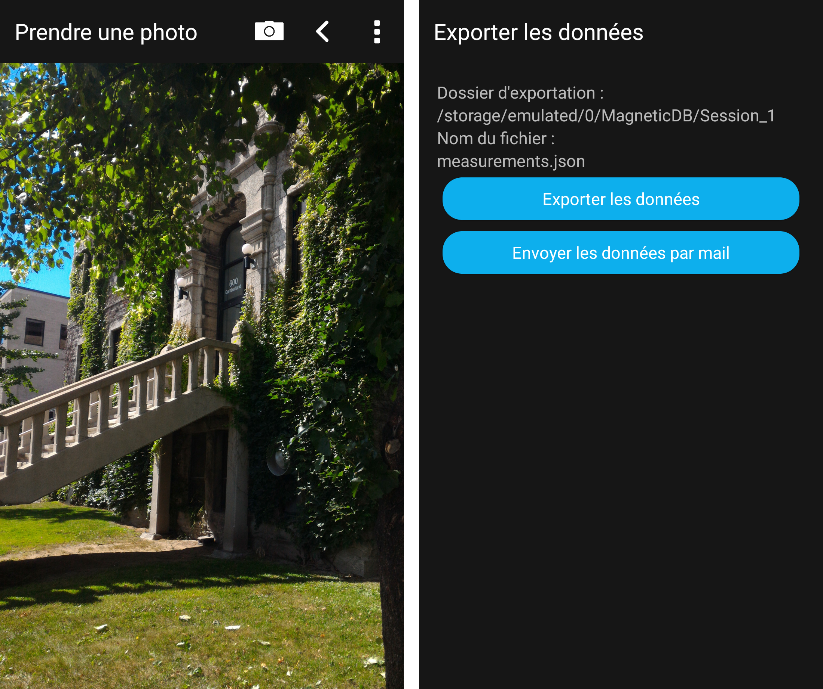 Prendre une photo
900
Exporter les données
Dossier d'exportation :
/storage/emulated/0/MagneticDB/Session_1
Nom du fichier :
measurements.json
Exporter les données
Envoyer les données par mail